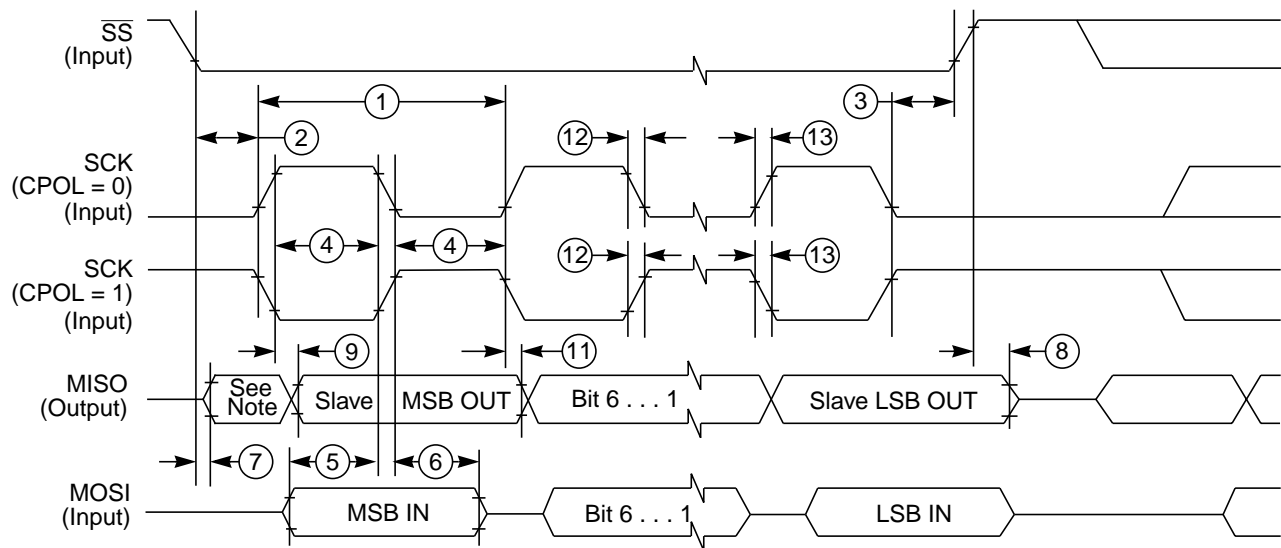 SS
(Input)
1
3
2
12
13
SCK
(CPOL = 0)
(Input)
4
4
SCK
(CPOL = 1)
(Input)
12
13
9
11
8
MISO
(Output)
See
Note
Slave
MSB OUT
Bit 6 . . . 1
Slave LSB OUT
7
5
6
MOSI
(Input)
MSB IN
Bit 6 . . . 1
LSB IN